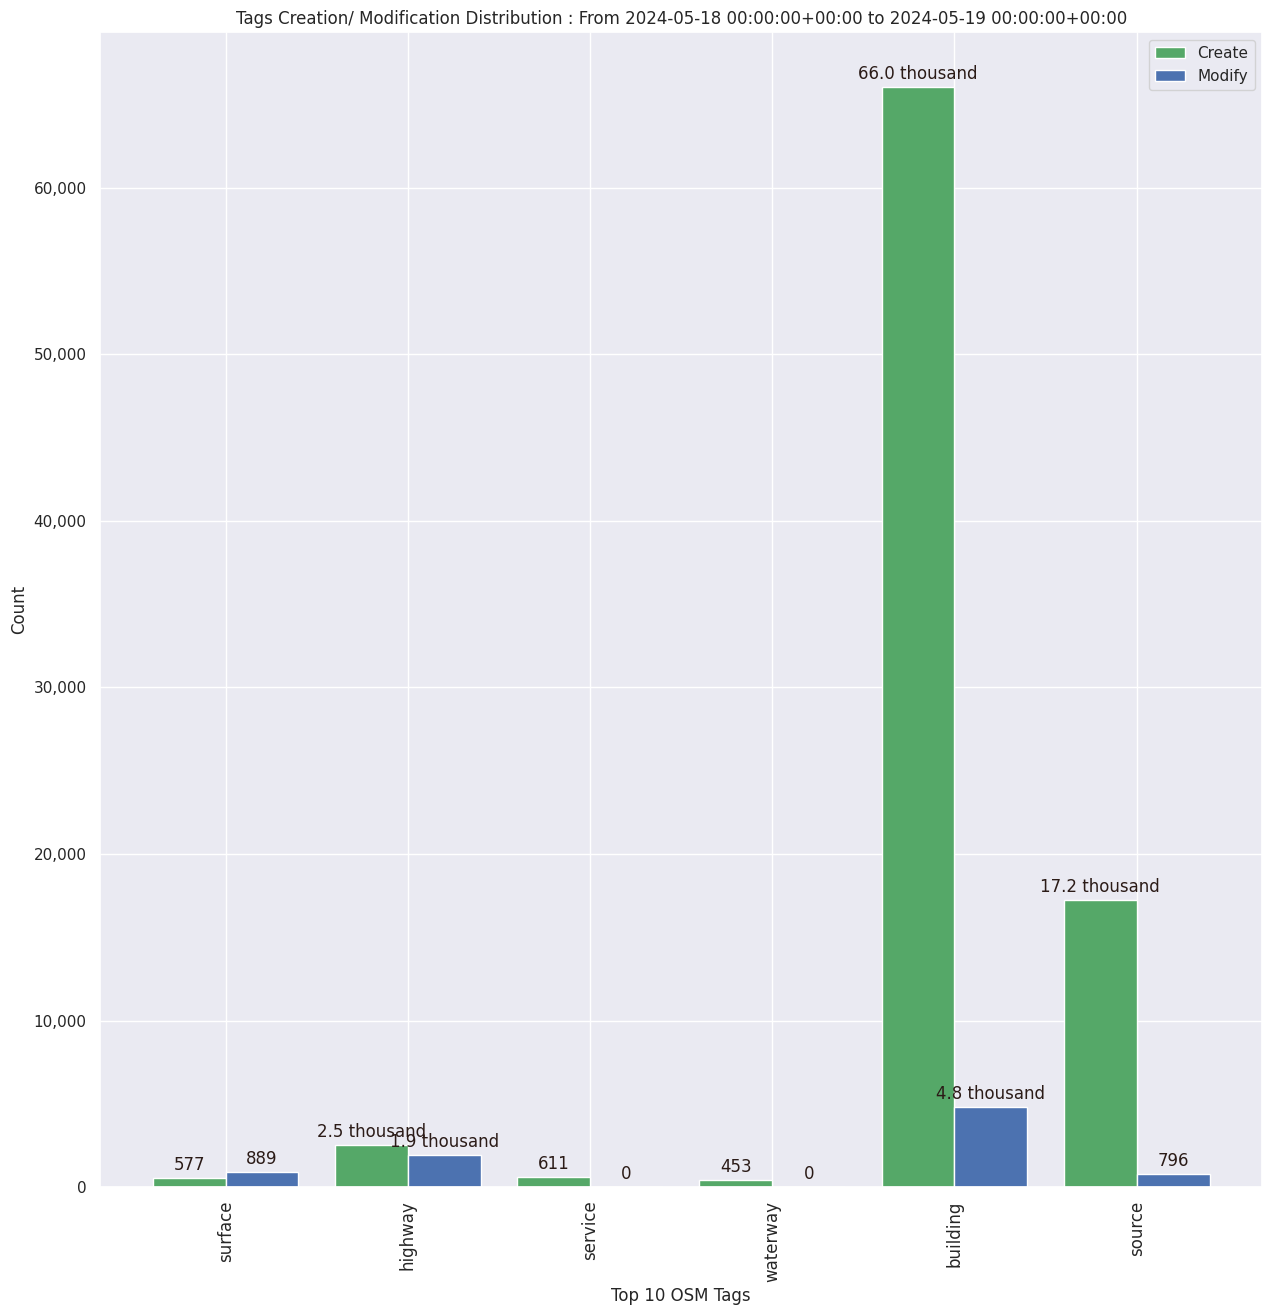 Tags Creation/ Modification Distribution : From 2024-05-18 00:00:00+00:00 to 2024-05-19 00:00:00+00:00
Create
Modify
66.0 thousand
60,000
50,000
40,000
30,000
20,000
10,000
0
Count
17.2 thousand
4.8 thousand
2.5 thousand
1.9 thousand
577
889
611
0
453
0
796
surface
highway
service
waterway
building
source
Top 10 OSM Tags